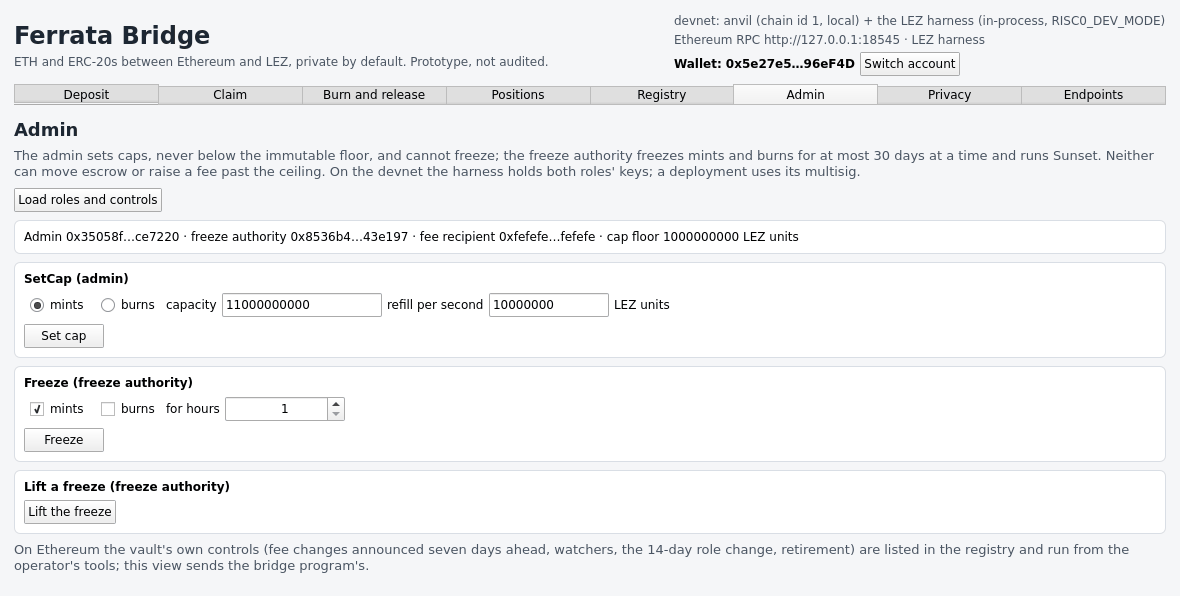 Ferrata Bridge
ETH and ERC-20s between Ethereum and LEZ, private by default. Prototype, not audited.
devnet: anvil (chain id 1, local) + the LEZ harness (in-process, RISC0_DEV_MODE)
Ethereum RPC http://127.0.0.1:18545 · LEZ harness
Wallet: 0x5e27e5…96eF4D Switch account
Deposit Claim Burn and release Positions Registry Admin Privacy Endpoints
Admin
The admin sets caps, never below the immutable floor, and cannot freeze; the freeze authority freezes mints and burns for at most 30 days at a time and runs Sunset. Neither
can move escrow or raise a fee past the ceiling. On the devnet the harness holds both roles' keys; a deployment uses its multisig.
Load roles and controls
Admin 0x35058f…ce7220 · freeze authority 0x8536b4…43e197 · fee recipient 0xfefefe…fefefe · cap floor 1000000000 LEZ units
SetCap (admin)
mints burns capacity 11000000000 refill per second 10000000 LEZ units
Set cap
Freeze (freeze authority)
mints burns for hours 1
Freeze
Lift a freeze (freeze authority)
Lift the freeze
On Ethereum the vault's own controls (fee changes announced seven days ahead, watchers, the 14-day role change, retirement) are listed in the registry and run from the
operator's tools; this view sends the bridge program's.